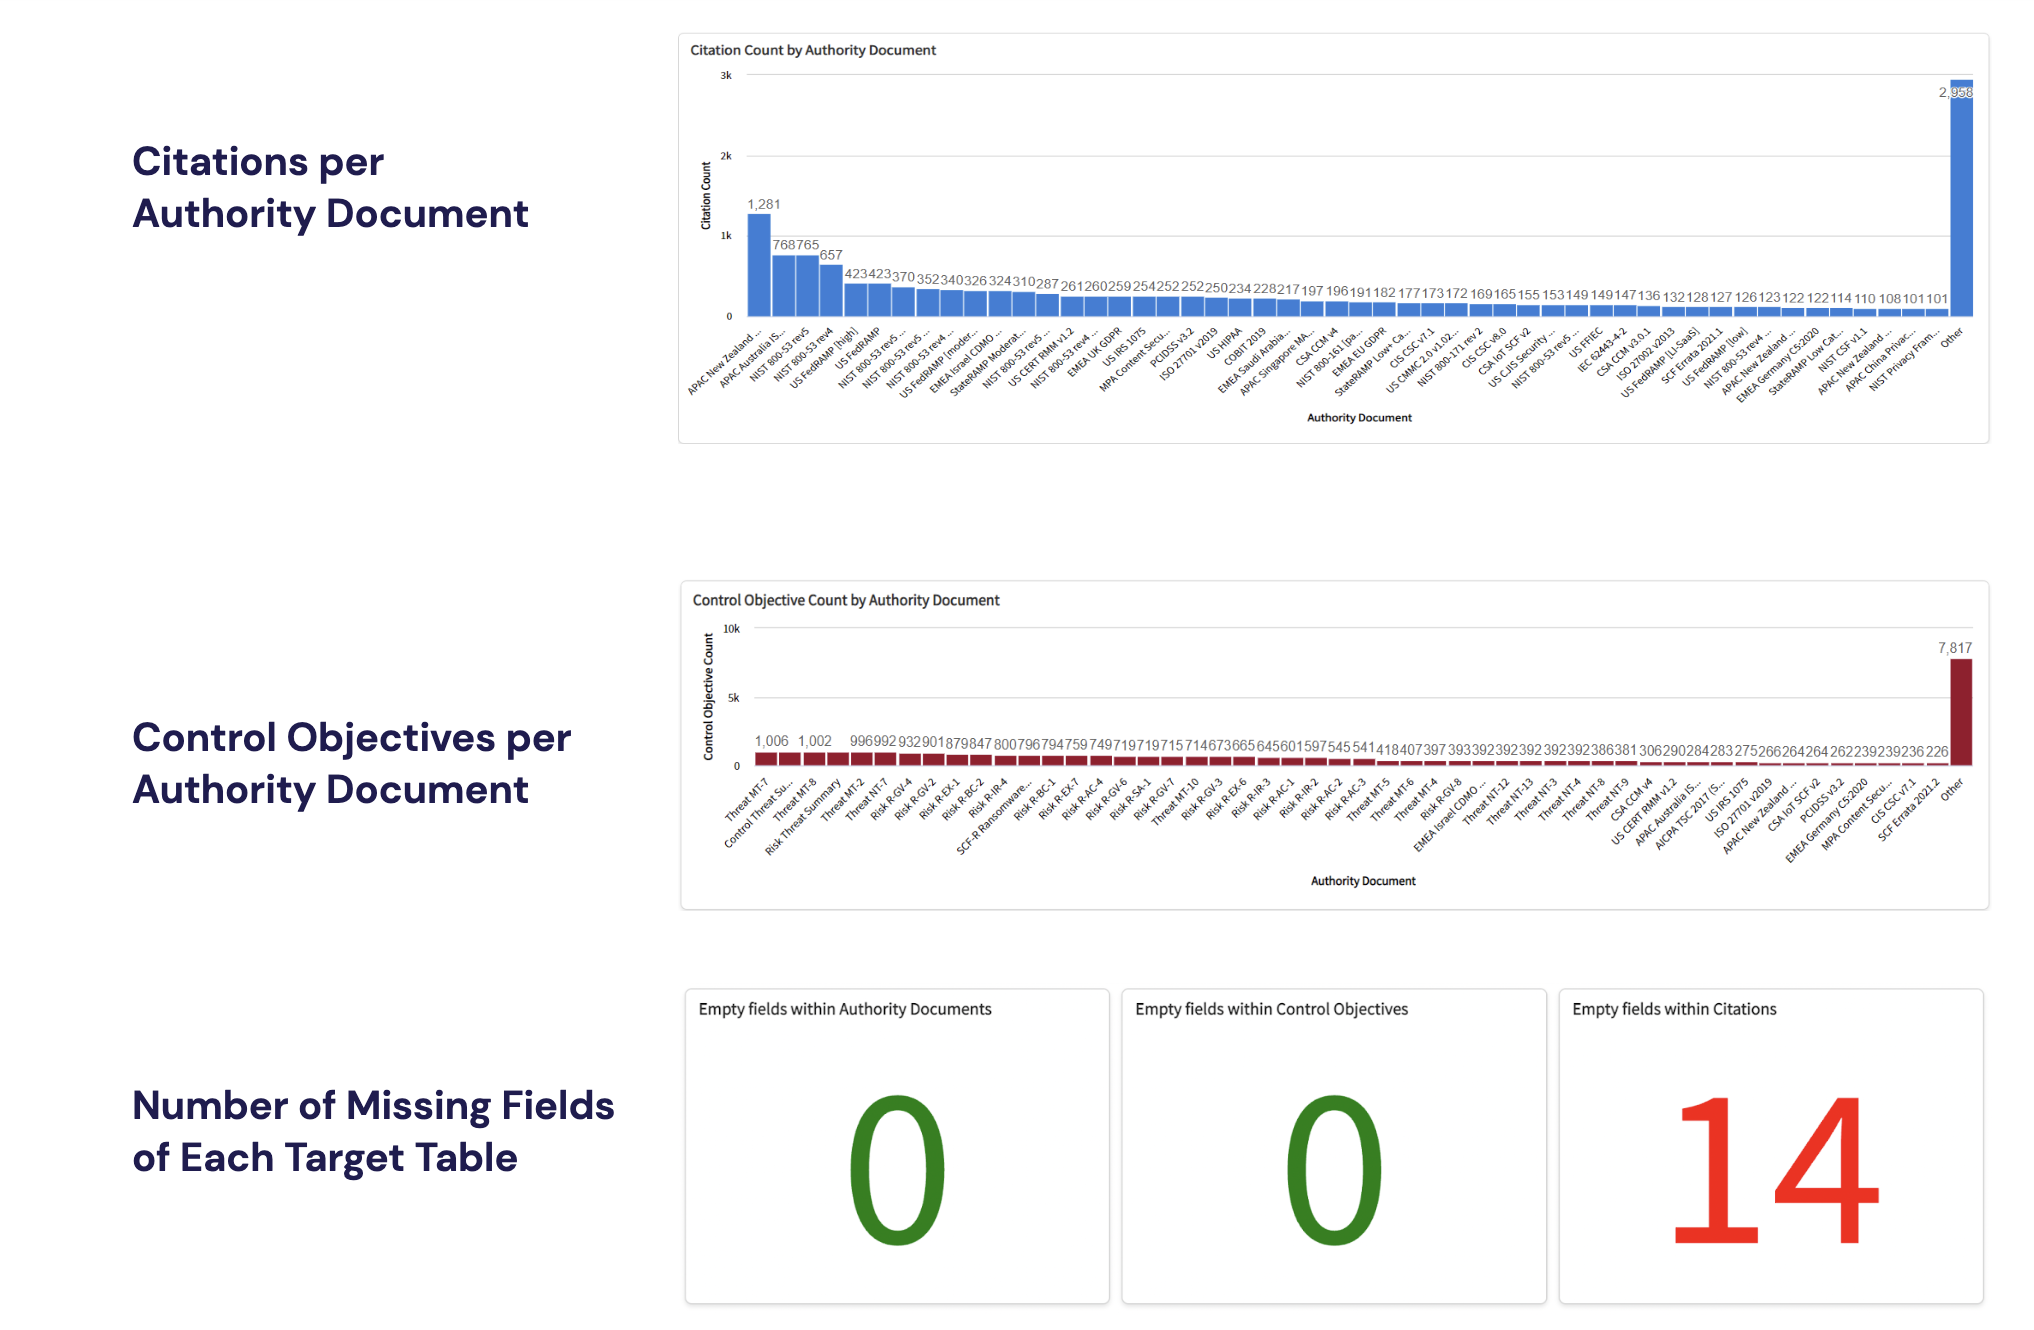 Citations per
Authority Document
Citation Count by Authority Document
3k
2k
1k
0
Citation Count
1,281
768 765 657 423 423 370 352 340 326 324 310 287 261 260 259 254 252 252 250 234 228 217 197 196 191 182 177 173 172 169 165 155 153 149 149 147 136 132 128 127 126 123 122 122 114 110 108 101 101
2,958
APAC New Zealand ...
APAC Australia IS...
NIST 800-53 rev5
NIST 800-53 rev4
US FedRAMP [high]
US FedRAMP
NIST 800-53 rev5 ...
NIST 800-53 rev5 ...
NIST 800-53 rev4 ...
US FedRAMP [moder...
EMEA Israel CDMO ...
StateRAMP Moderat...
NIST 800-53 rev5 ...
US CERT RMM v1.2
NIST 800-53 rev4 ...
EMEA UK GDPR
US IRS 1075
MPA Content Secu...
PCIDSS v3.2
ISO 27701 v2019
US HIPAA
COBIT 2019
EMEA Saudi Arabia...
APAC Singapore MA...
CSA CCM v4
NIST 800-161 [pa...
EMEA EU GDPR
StateRAMP Low+ Ca...
CIS CSC v7.1
US CMMC 2.0 v1.02...
NIST 800-171 rev 2
CIS CSC v8.0
CSA IoT SCF v2
US CJIS Security ...
NIST 800-53 rev5 ...
US FFIEC
IEC 62443-4-2
CSA CCM v3.0.1
ISO 27002 v2013
US FedRAMP [LI-SaaS]
SCF Errata 2021.1
US FedRAMP [low]
NIST 800-53 rev4 ...
APAC New Zealand ...
EMEA Germany C5:2020
StateRAMP Low Cat...
NIST CSF v1.1
APAC New Zealand ...
APAC China Privac...
NIST Privacy Fram...
Other
Authority Document
Control Objectives per
Authority Document
Control Objective Count by Authority Document
10k
5k
0
Control Objective Count
1,006 1,002 996 992 932 901 879 847 800 796 794 759 749 719 719 715 714 673 665 645 601 597 545 541 418 407 397 393 392 392 392 392 392 386 381 306 290 284 283 275 266 264 264 262 239 239 236 226
7,817
Threat MT-7
Control Threat Su...
Threat MT-8
Risk Threat Summary
Threat MT-2
Threat NT-7
Risk R-GV-4
Risk R-GV-2
Risk R-EX-1
Risk R-BC-2
Risk R-IR-4
SCF-R Ransomware...
Risk R-BC-1
Risk R-EX-7
Risk R-AC-4
Risk R-GV-6
Risk R-SA-1
Risk R-GV-7
Threat MT-10
Risk R-GV-3
Risk R-EX-6
Risk R-IR-3
Risk R-AC-1
Risk R-IR-2
Risk R-AC-2
Risk R-AC-3
Threat MT-5
Threat MT-6
Threat MT-4
Risk R-GV-8
EMEA Israel CDMO ...
Threat NT-12
Threat NT-13
Threat NT-3
Threat NT-4
Threat NT-8
Threat NT-9
CSA CCM v4
US CERT RMM v1.2
APAC Australia IS...
AICPA TSC 2017 (S...
US IRS 1075
ISO 27701 v2019
APAC New Zealand ...
CSA IoT SCF v2
PCIDSS v3.2
EMEA Germany C5:2020
MPA Content Secu...
CIS CSC v7.1
SCF Errata 2021.2
Other
Authority Document
Number of Missing Fields
of Each Target Table
Empty fields within Authority Documents
0
Empty fields within Control Objectives
0
Empty fields within Citations
14